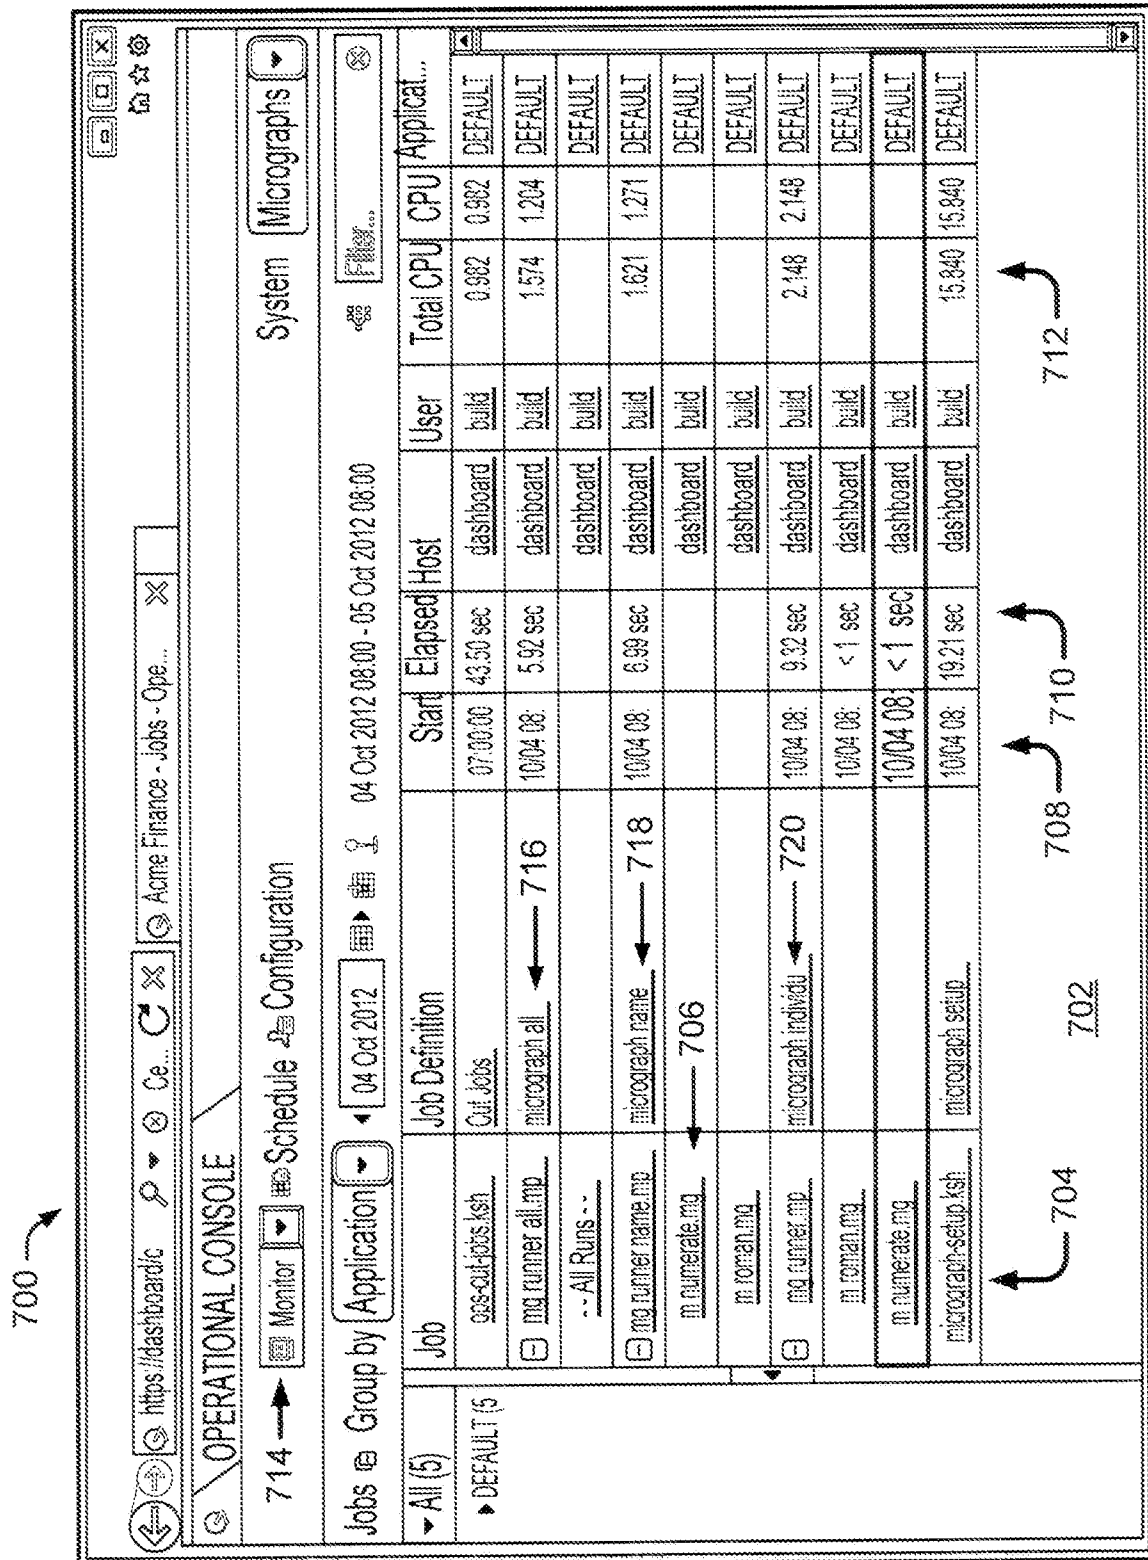 700
https://dashboard/c Ce... Acme Finance - Jobs - Ope...
OPERATIONAL CONSOLE
714 Monitor Schedule Configuration System Micrographs
Jobs Group by Application 04 Oct 2012 04 Oct 2012 08:00 - 05 Oct 2012 08:00 Filter...
All (5) Job Job Definition Start Elapsed Host User Total CPU CPU Applicat...
DEFAULT (5 ops-cut-jobs.ksh Cut Jobs 07:00:00 43.50 sec dashboard build 0.982 0.982 DEFAULT
mg runner all.mp micrograph all 716 10/04 08: 5.92 sec dashboard build 1.574 1.204 DEFAULT
- - All Runs - - dashboard build DEFAULT
mg runner name.mp micrograph name 718 10/04 08: 6.99 sec dashboard build 1.621 1.271 DEFAULT
m numerate.mg 706 dashboard build DEFAULT
m roman.mg dashboard build DEFAULT
mg runner.mp micrograph individu 720 10/04 08: 9.32 sec dashboard build 2.148 2.148 DEFAULT
m roman.mg 10/04 08: < 1 sec dashboard build DEFAULT
m numerate.mg 10/04 08: < 1 sec dashboard build DEFAULT
micrograph-setup.ksh micrograph setup 10/04 08: 19.21 sec dashboard build 15.840 15.840 DEFAULT
704
702
708
710
712